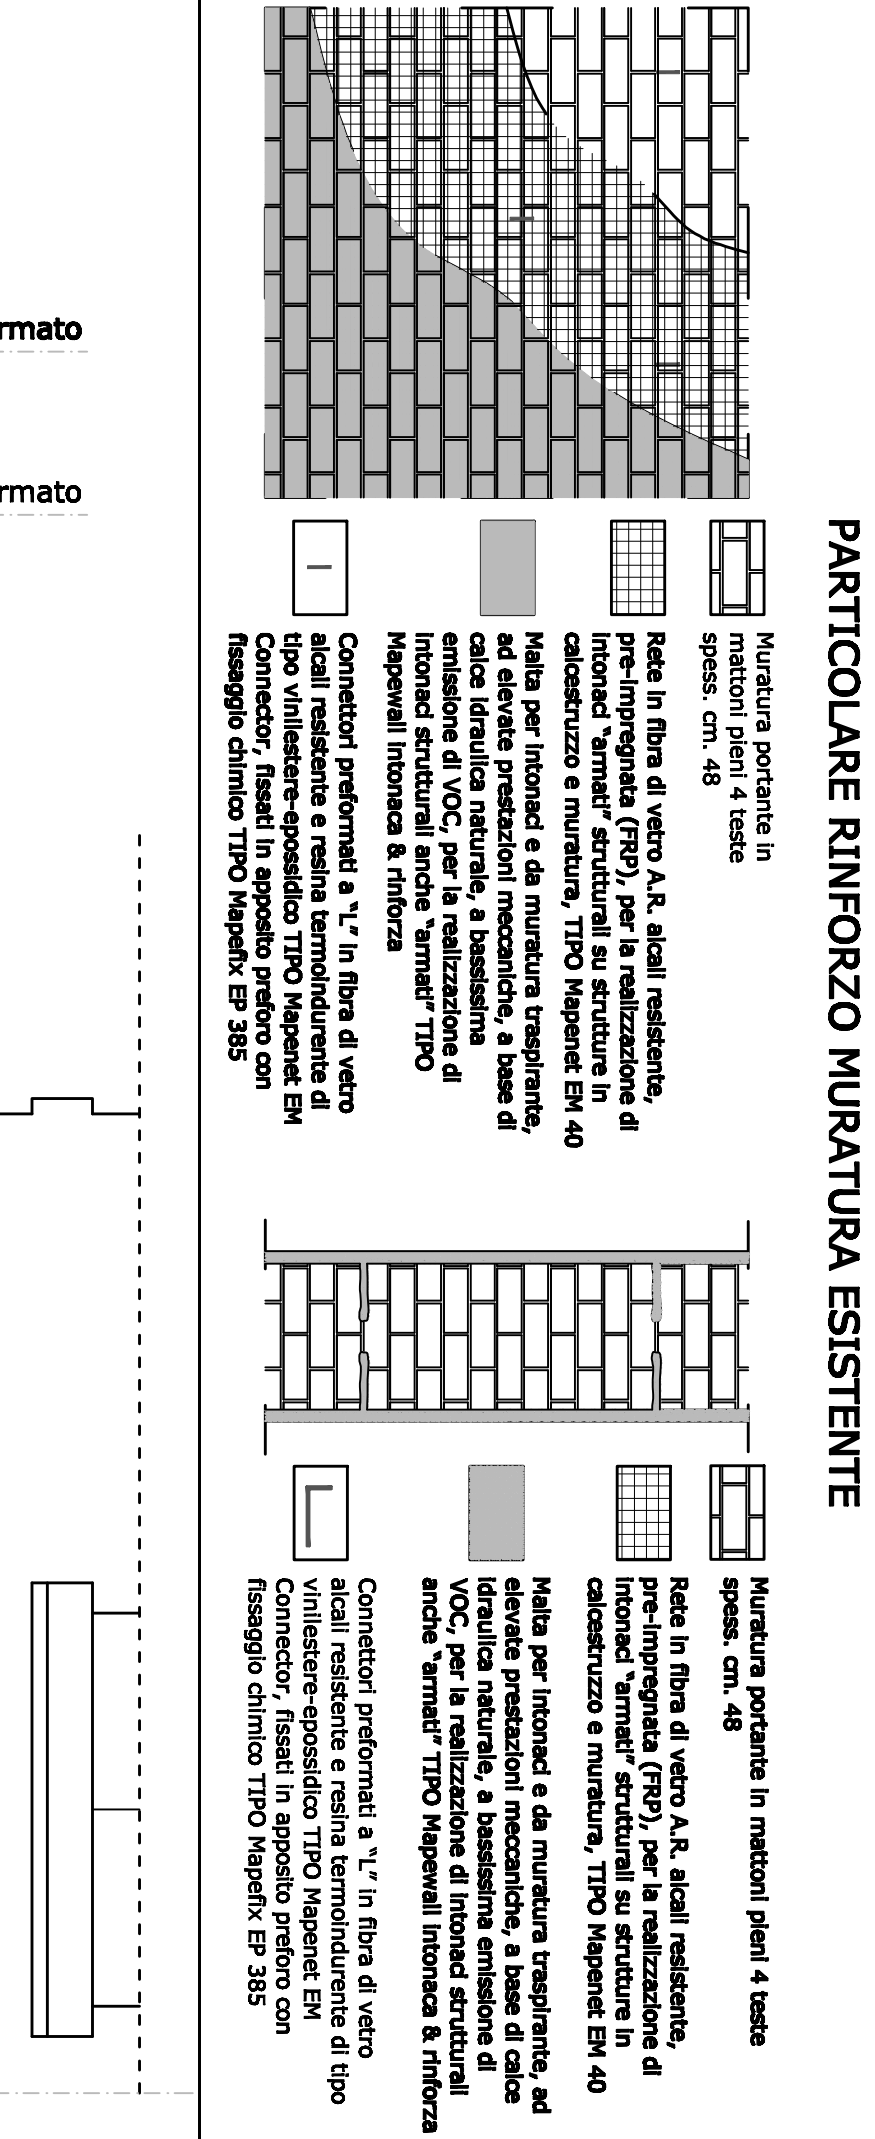 PARTICOLARE RINFORZO MURATURA ESISTENTE
Muratura portante in
mattoni pieni 4 teste
spess. cm. 48
Rete in fibra di vetro A.R. alcali resistente,
pre-impregnata (FRP), per la realizzazione di
intonaci "armati" strutturali su strutture in
calcestruzzo e muratura, TIPO Mapenet EM 40
Malta per intonaci e da muratura traspirante,
ad elevate prestazioni meccaniche, a base di
calce idraulica naturale, a bassissima
emissione di VOC, per la realizzazione di
intonaci strutturali anche "armati" TIPO
Mapewall intonaca & rinforza
Connettori preformati a "L" in fibra di vetro
alcali resistente e resina termoindurente di
tipo vinilestere-epossidico TIPO Mapenet EM
Connector, fissati in apposito preforo con
fissaggio chimico TIPO Mapefix EP 385
Muratura portante in mattoni pieni 4 teste
spess. cm. 48
Rete in fibra di vetro A.R. alcali resistente,
pre-impregnata (FRP), per la realizzazione di
intonaci "armati" strutturali su strutture in
calcestruzzo e muratura, TIPO Mapenet EM 40
Malta per intonaci e da muratura traspirante, ad
elevate prestazioni meccaniche, a base di calce
idraulica naturale, a bassissima emissione di
VOC, per la realizzazione di intonaci strutturali
anche "armati" TIPO Mapewall intonaca & rinforza
Connettori preformati a "L" in fibra di vetro
alcali resistente e resina termoindurente di tipo
vinilestere-epossidico TIPO Mapenet EM
Connector, fissati in apposito preforo con
fissaggio chimico TIPO Mapefix EP 385
rmato
rmato